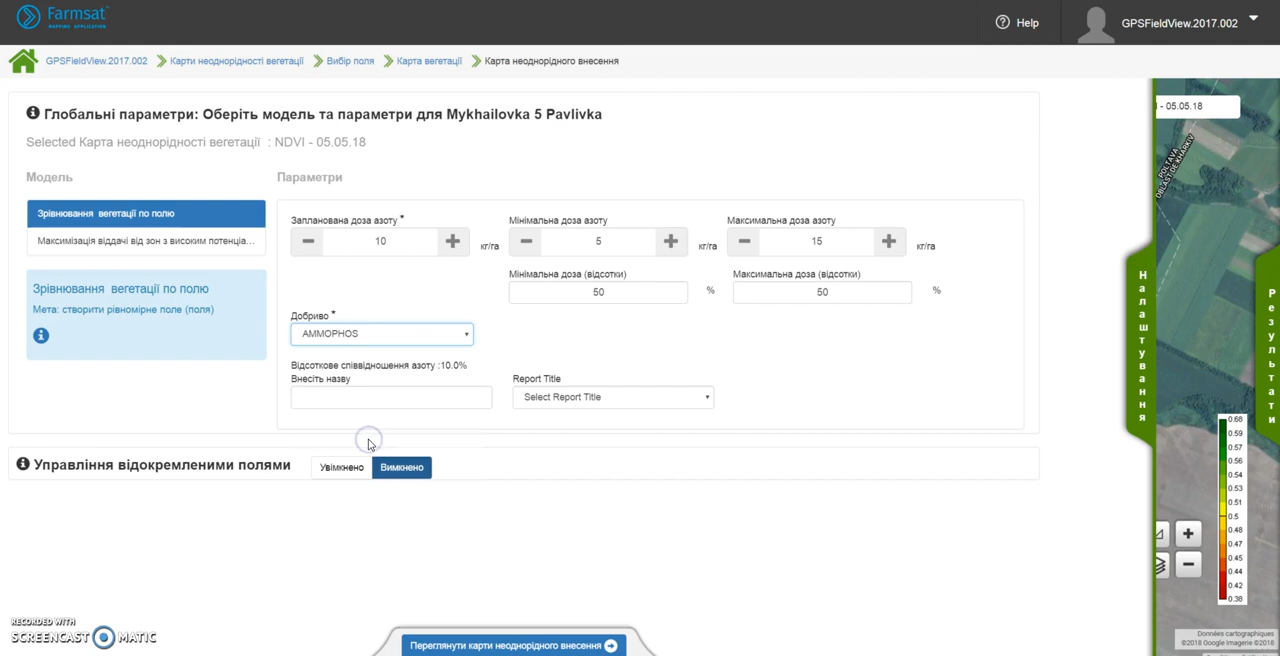 Farmsat
MAPPING APPLICATION
Help
GPSFieldView.2017.002
GPSFieldView.2017.002
Карти неоднорідності вегетації
Вибір поля
Карта вегетації
Карта неоднорідного внесення
Глобальні параметри: Оберіть модель та параметри для Mykhailovka 5 Pavlivka
Selected Карта неоднорідності вегетації : NDVI - 05.05.18
Модель
Параметри
Зрівнювання вегетації по полю
Максимізація віддачі від зон з високим потенціа...
Зрівнювання вегетації по полю
Мета: створити рівномірне поле (поля)
Запланована доза азоту *
10
кг/га
Мінімальна доза азоту
5
кг/га
Максимальна доза азоту
15
кг/га
Мінімальна доза (відсотки)
50
%
Максимальна доза (відсотки)
50
%
Добриво *
AMMOPHOS
Відсоткове співвідношення азоту :10.0%
Внесіть назву
Report Title
Select Report Title
Управління відокремленими полями
Увімкнено
Вимкнено
Переглянути карти неоднорідного внесення
RECORDED WITH
SCREENCAST MATIC
Налаштування
Результати
- 05.05.18
POLTAVA
OBLAST DE KHARKIV
0.68
0.59
0.57
0.56
0.54
0.53
0.51
0.5
0.48
0.47
0.45
0.44
0.42
0.38
Données cartographiques
©2018 Google Imagerie ©2018